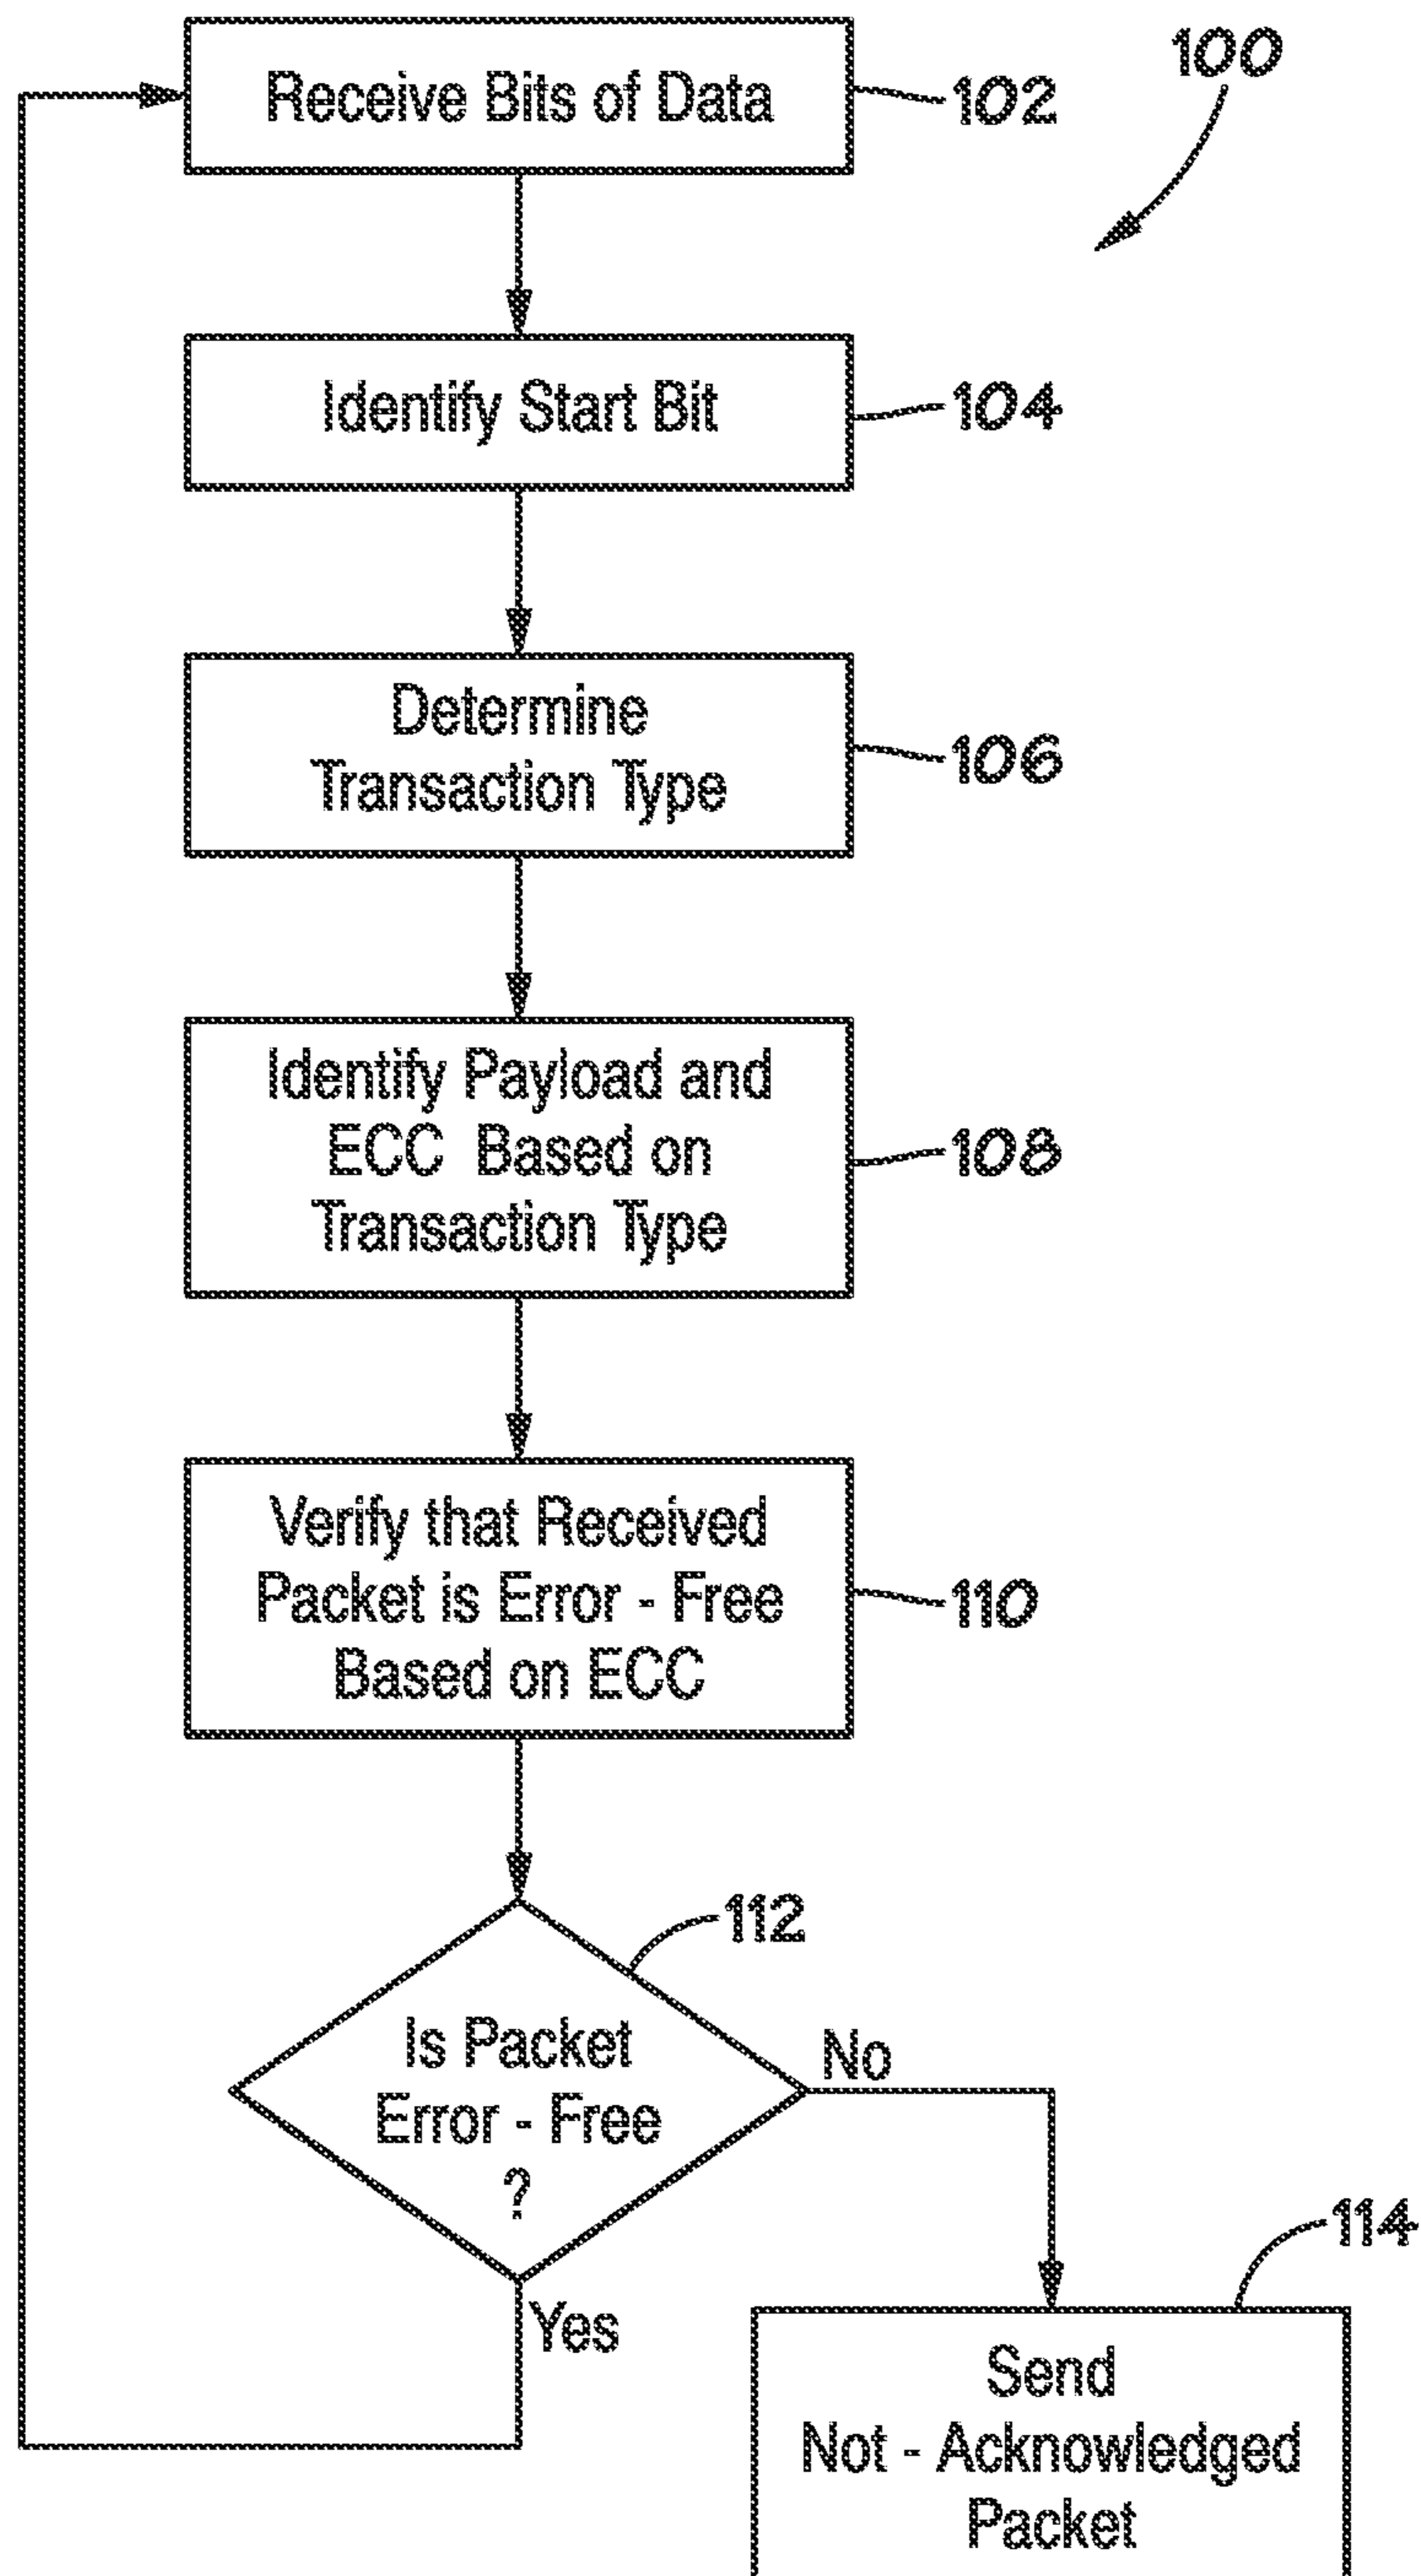 100
Receive Bits of Data
102
Identify Start Bit
104
Determine
Transaction Type
106
Identify Payload and
ECC Based on
Transaction Type
108
Verify that Received
Packet is Error - Free
Based on ECC
110
112
Is Packet
Error - Free
?
No
Yes
114
Send
Not - Acknowledged
Packet